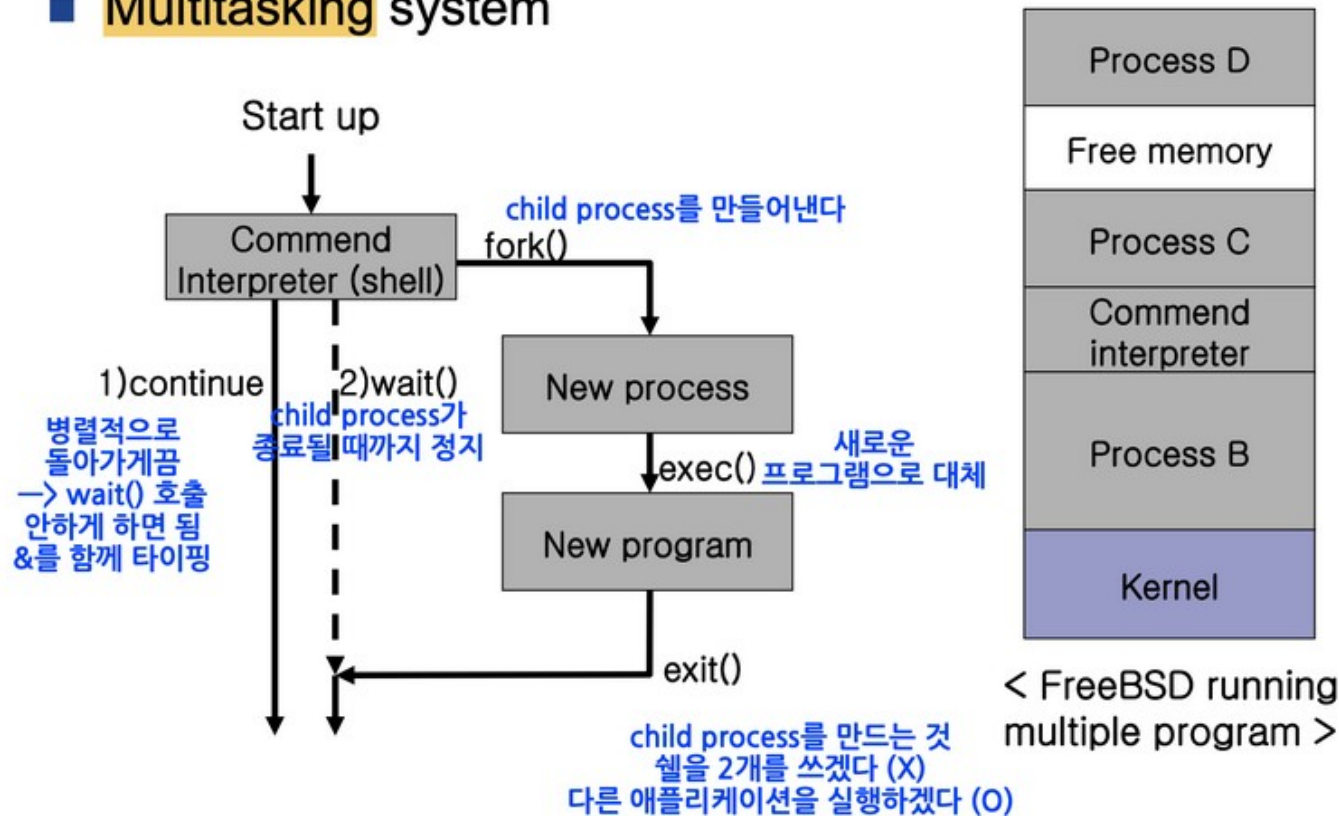 Multitasking system
Start up
child process를 만들어낸다
fork()
Commend
Interpreter (shell)
1)continue
2)wait()
병렬적으로
돌아가게끔
—> wait() 호출
안하게 하면 됨
&를 함께 타이핑
child process가
종료될 때까지 정지
New process
exec()
새로운
프로그램으로 대체
New program
exit()
child process를 만드는 것
쉘을 2개를 쓰겠다 (X)
다른 애플리케이션을 실행하겠다 (O)
Process D
Free memory
Process C
Commend
interpreter
Process B
Kernel
< FreeBSD running
multiple program >